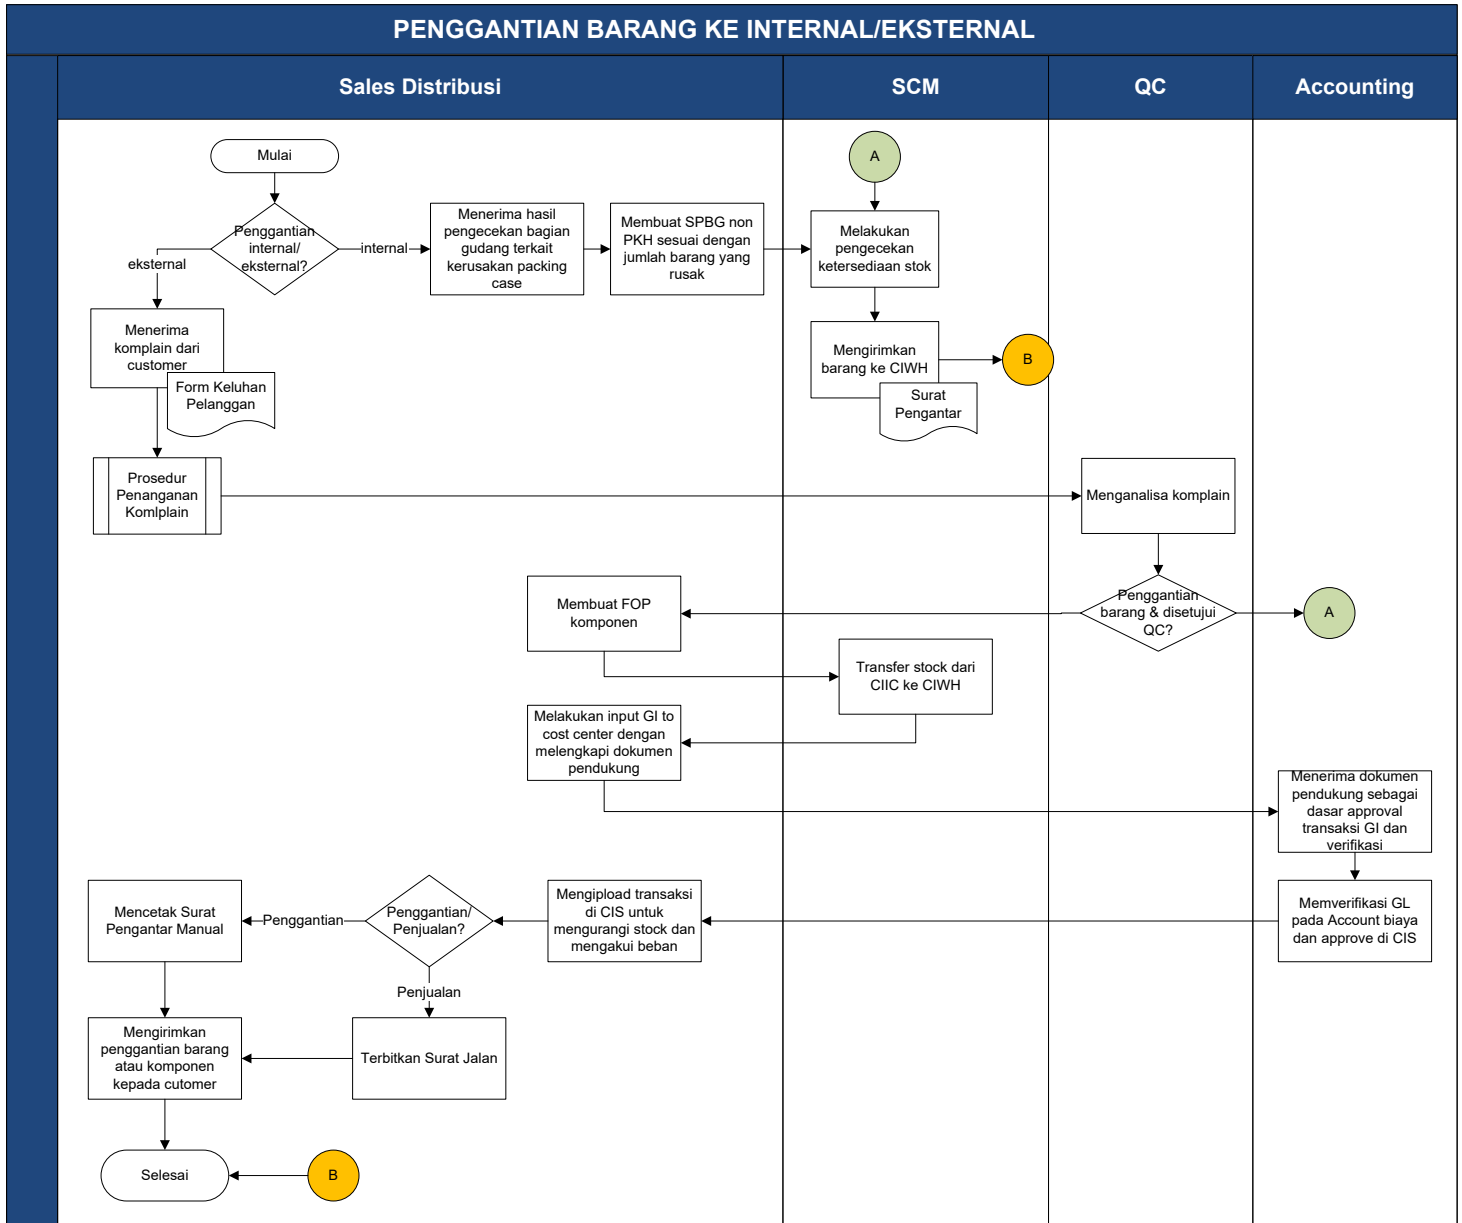 PENGGANTIAN BARANG KE INTERNAL/EKSTERNAL
Sales Distribusi
SCM
QC
Accounting
Mulai
A
Penggantian
internal/
eksternal?
internal
eksternal
Menerima hasil
pengecekan bagian
gudang terkait
kerusakan packing
case
Membuat SPBG non
PKH sesuai dengan
jumlah barang yang
rusak
Melakukan
pengecekan
ketersediaan stok
Menerima
komplain dari
customer
Form Keluhan
Pelanggan
Mengirimkan
barang ke CIWH
Surat
Pengantar
B
Prosedur
Penanganan
Komlplain
Menganalisa komplain
Penggantian
barang & disetujui
QC?
A
Membuat FOP
komponen
Transfer stock dari
CIIC ke CIWH
Melakukan input GI to
cost center dengan
melengkapi dokumen
pendukung
Menerima dokumen
pendukung sebagai
dasar approval
transaksi GI dan
verifikasi
Memverifikasi GL
pada Account biaya
dan approve di CIS
Mengipload transaksi
di CIS untuk
mengurangi stock dan
mengakui beban
Penggantian/
Penjualan?
Penggantian
Mencetak Surat
Pengantar Manual
Penjualan
Terbitkan Surat Jalan
Mengirimkan
penggantian barang
atau komponen
kepada cutomer
Selesai
B